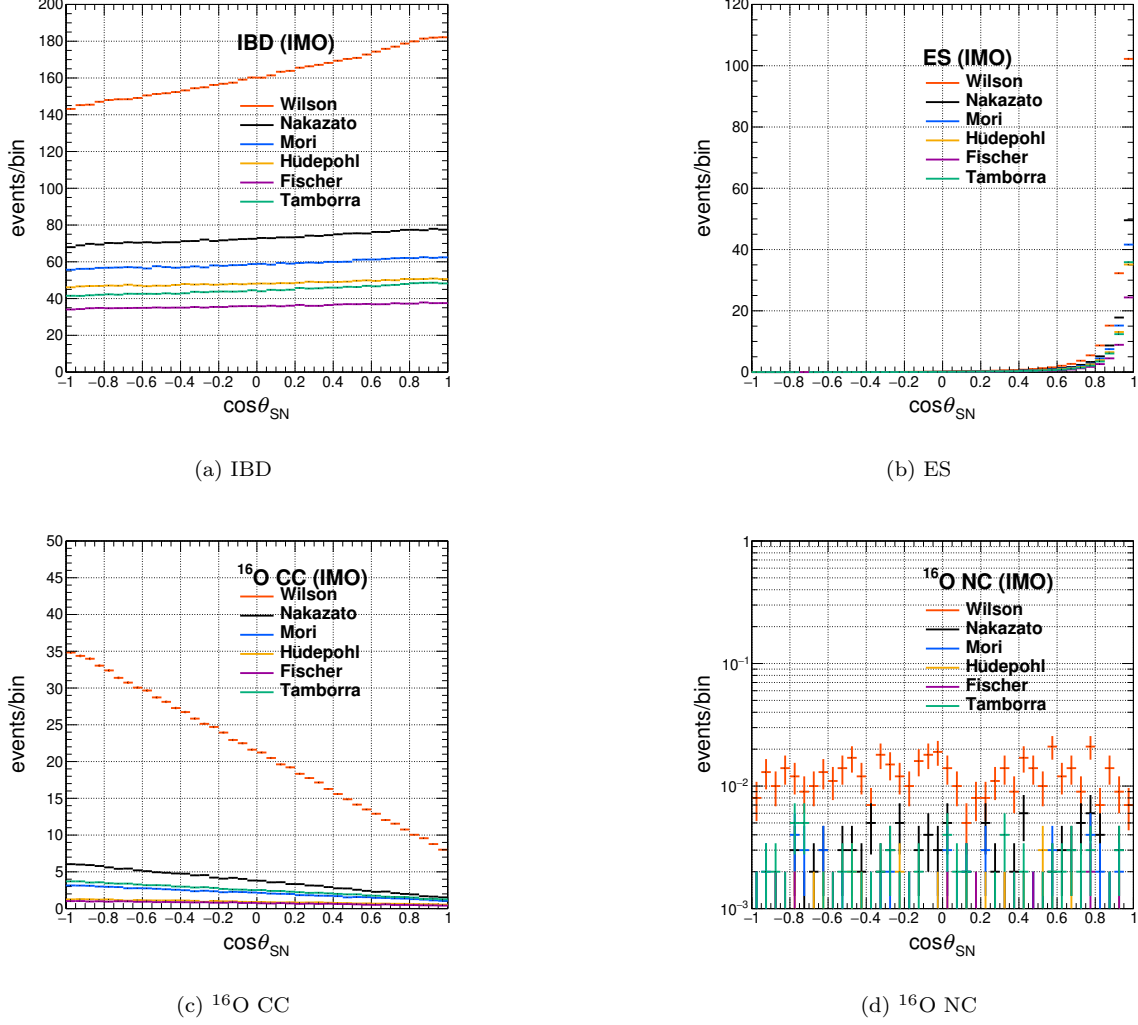 IBD (IMO)
Wilson
Nakazato
Mori
Hüdepohl
Fischer
Tamborra
events/bin
200
180
160
140
120
100
80
60
40
20
0
−1 −0.8 −0.6 −0.4 −0.2 0 0.2 0.4 0.6 0.8 1
cosθSN
(a) IBD
ES (IMO)
Wilson
Nakazato
Mori
Hüdepohl
Fischer
Tamborra
events/bin
120
100
80
60
40
20
0
−1 −0.8 −0.6 −0.4 −0.2 0 0.2 0.4 0.6 0.8 1
cosθSN
(b) ES
16O CC (IMO)
Wilson
Nakazato
Mori
Hüdepohl
Fischer
Tamborra
events/bin
50
45
40
35
30
25
20
15
10
5
0
−1 −0.8 −0.6 −0.4 −0.2 0 0.2 0.4 0.6 0.8 1
cosθSN
(c) 16O CC
16O NC (IMO)
Wilson
Nakazato
Mori
Hüdepohl
Fischer
Tamborra
events/bin
1
10−1
10−2
10−3
−1 −0.8 −0.6 −0.4 −0.2 0 0.2 0.4 0.6 0.8 1
cosθSN
(d) 16O NC